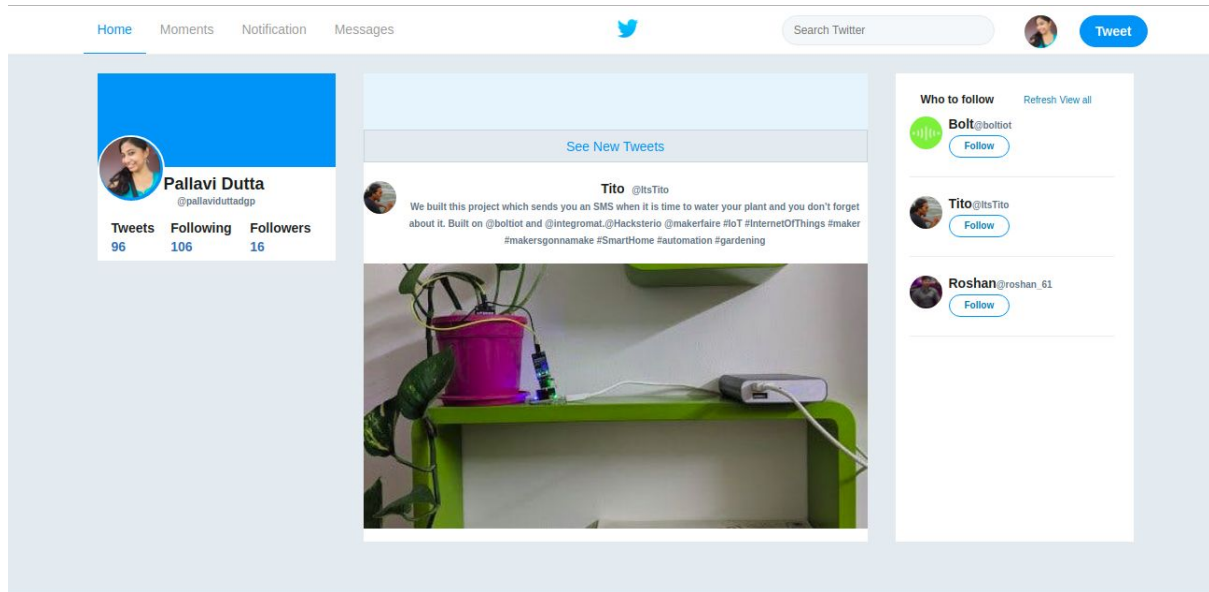 Home Moments Notification Messages
Search Twitter
Tweet
Pallavi Dutta
@pallaviduttadgp
Tweets Following Followers
96 106 16
See New Tweets
Tito @ItsTito
We built this project which sends you an SMS when it is time to water your plant and you don't forget
about it. Built on @boltiot and @integromat.@Hacksterio @makerfaire #IoT #InternetOfThings #maker
#makersgonnamake #SmartHome #automation #gardening
Who to follow Refresh View all
Bolt@boltiot
Follow
Tito@ItsTito
Follow
Roshan@roshan_61
Follow